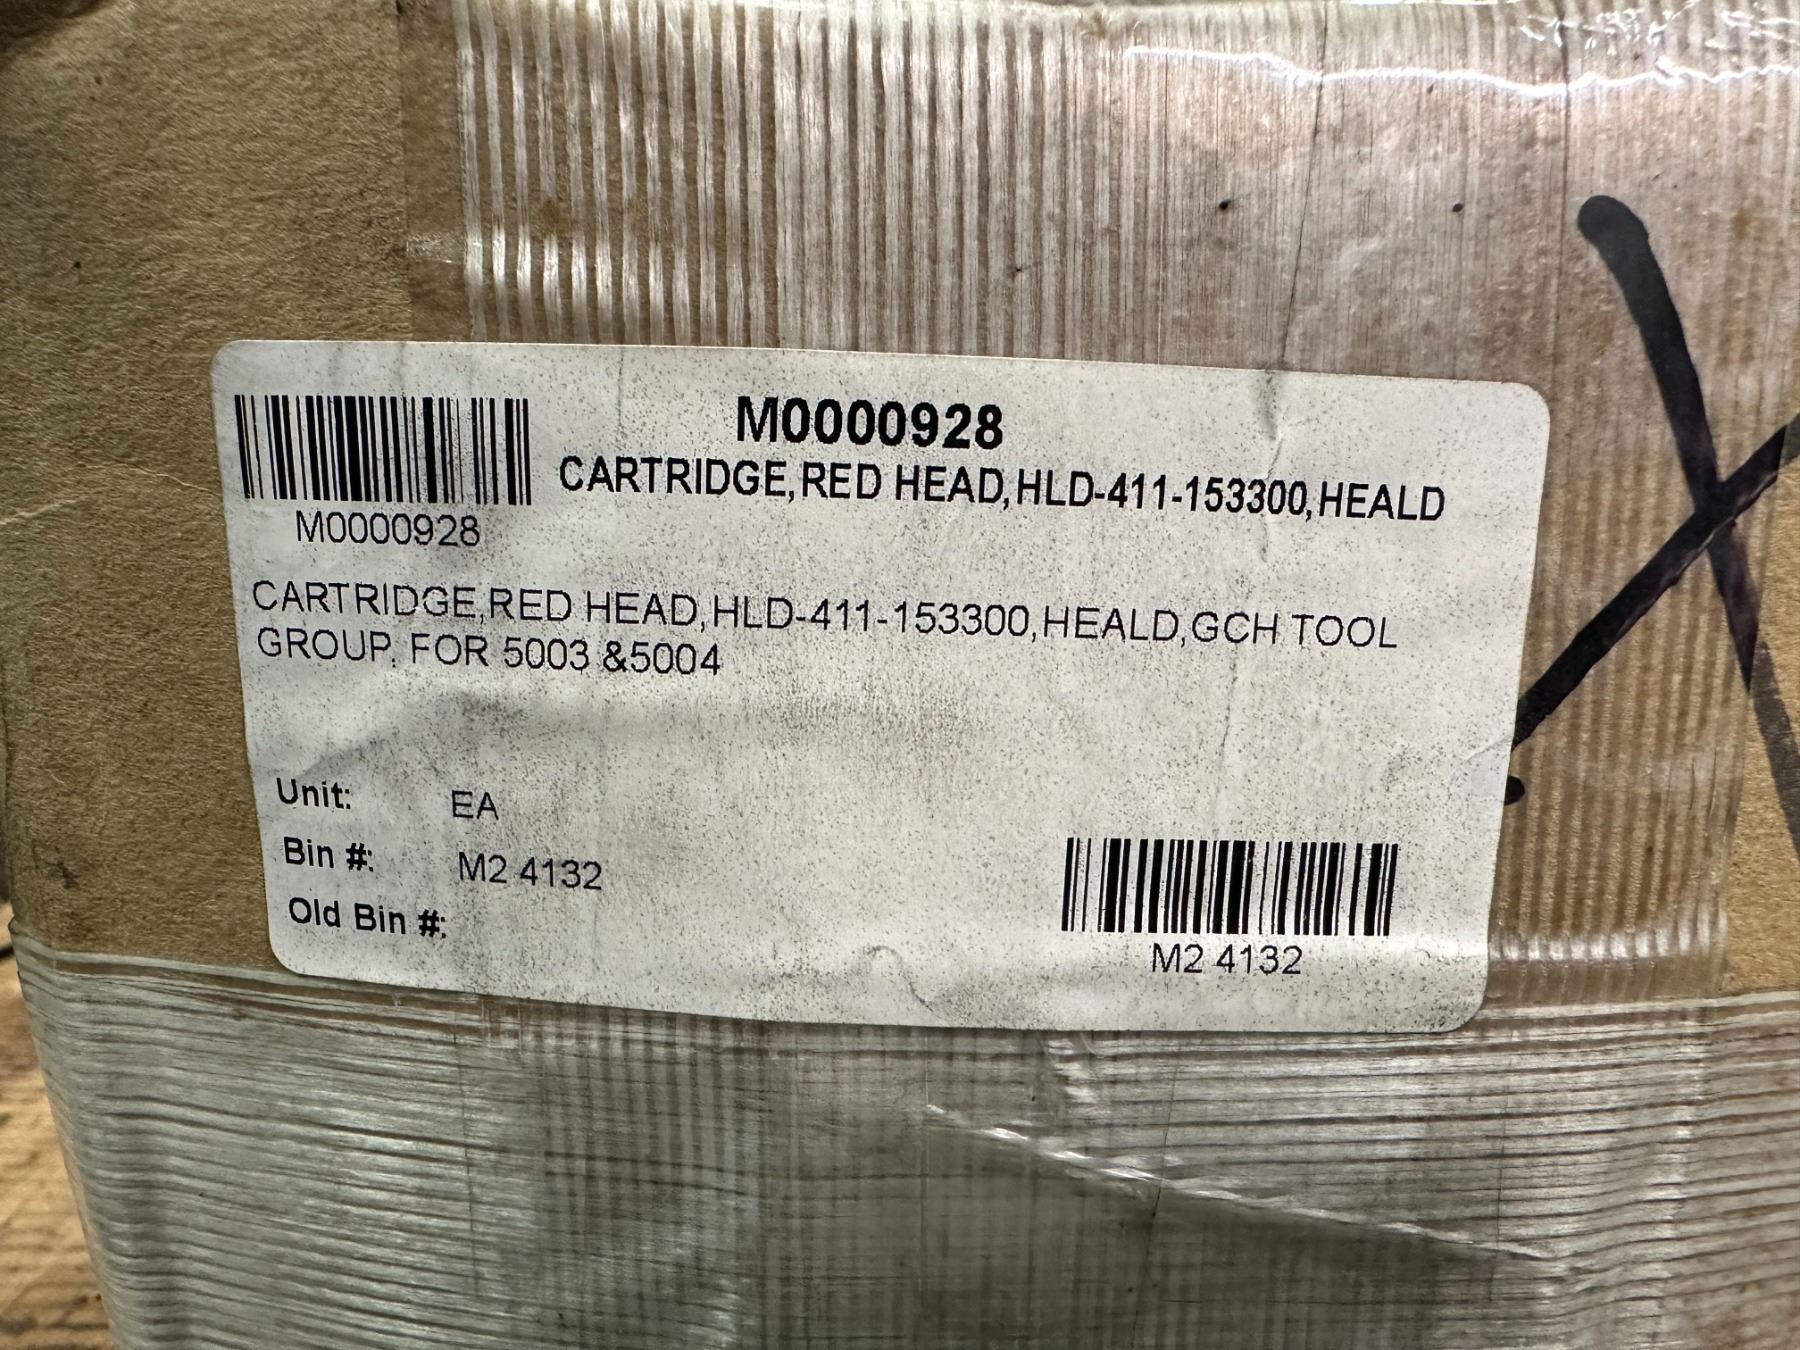 M0000928
CARTRIDGE,RED HEAD,HLD-411-153300,HEALD
M0000928
CARTRIDGE,RED HEAD,HLD-411-153300,HEALD,GCH TOOL
GROUP, FOR 5003 &5004
Unit: EA
Bin #: M2 4132
Old Bin #:
M2 4132